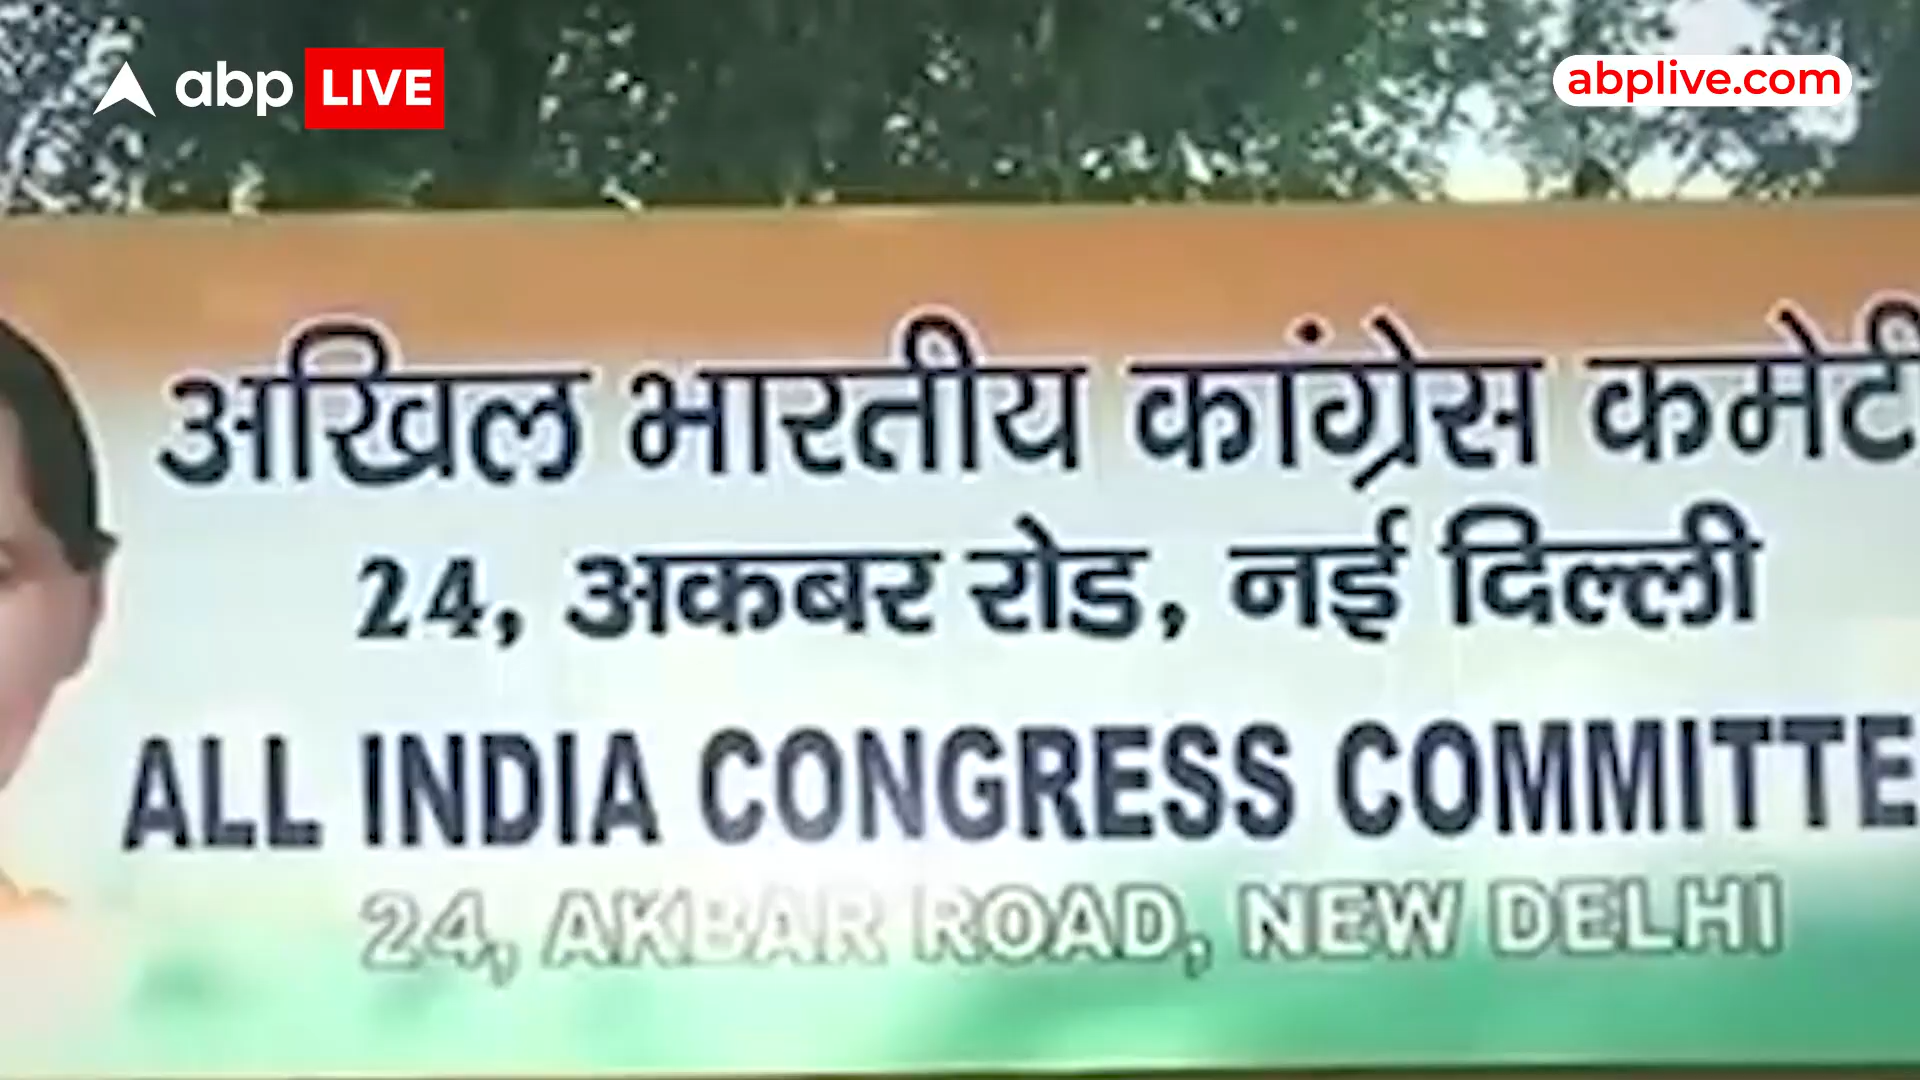 abp LIVE
abplive.com
अखिल भारतीय कांग्रेस कमेटी
24, अकबर रोड, नई दिल्ली
ALL INDIA CONGRESS COMMITTE
24, AKBAR ROAD, NEW DELHI